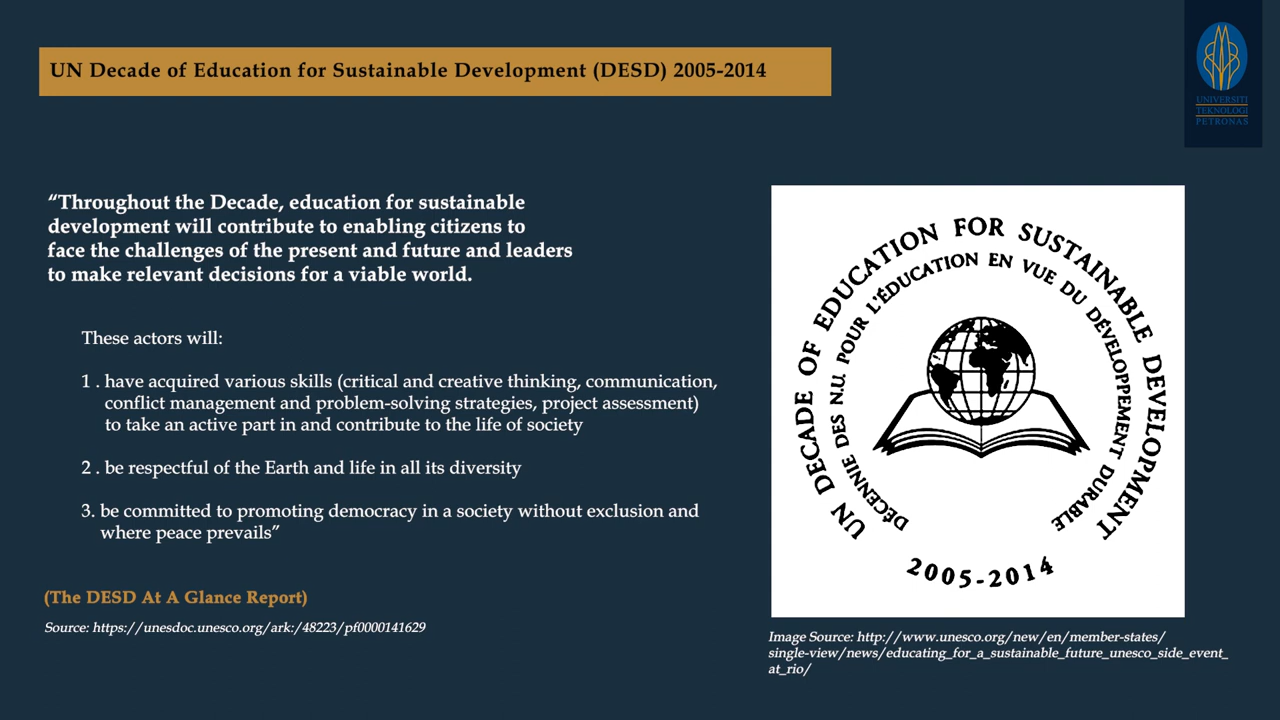 UN Decade of Education for Sustainable Development (DESD) 2005-2014
UNIVERSITI
TEKNOLOGI
PETRONAS
“Throughout the Decade, education for sustainable
development will contribute to enabling citizens to
face the challenges of the present and future and leaders
to make relevant decisions for a viable world.
These actors will:
1 . have acquired various skills (critical and creative thinking, communication,
conflict management and problem-solving strategies, project assessment)
to take an active part in and contribute to the life of society
2 . be respectful of the Earth and life in all its diversity
3. be committed to promoting democracy in a society without exclusion and
where peace prevails”
(The DESD At A Glance Report)
Source: https://unesdoc.unesco.org/ark:/48223/pf0000141629
UN DECADE OF EDUCATION FOR SUSTAINABLE DEVELOPMENT
DÉCENNIE DES N.U. POUR L'ÉDUCATION EN VUE DU DÉVELOPPEMENT DURABLE
2005-2014
Image Source: http://www.unesco.org/new/en/member-states/
single-view/news/educating_for_a_sustainable_future_unesco_side_event_
at_rio/